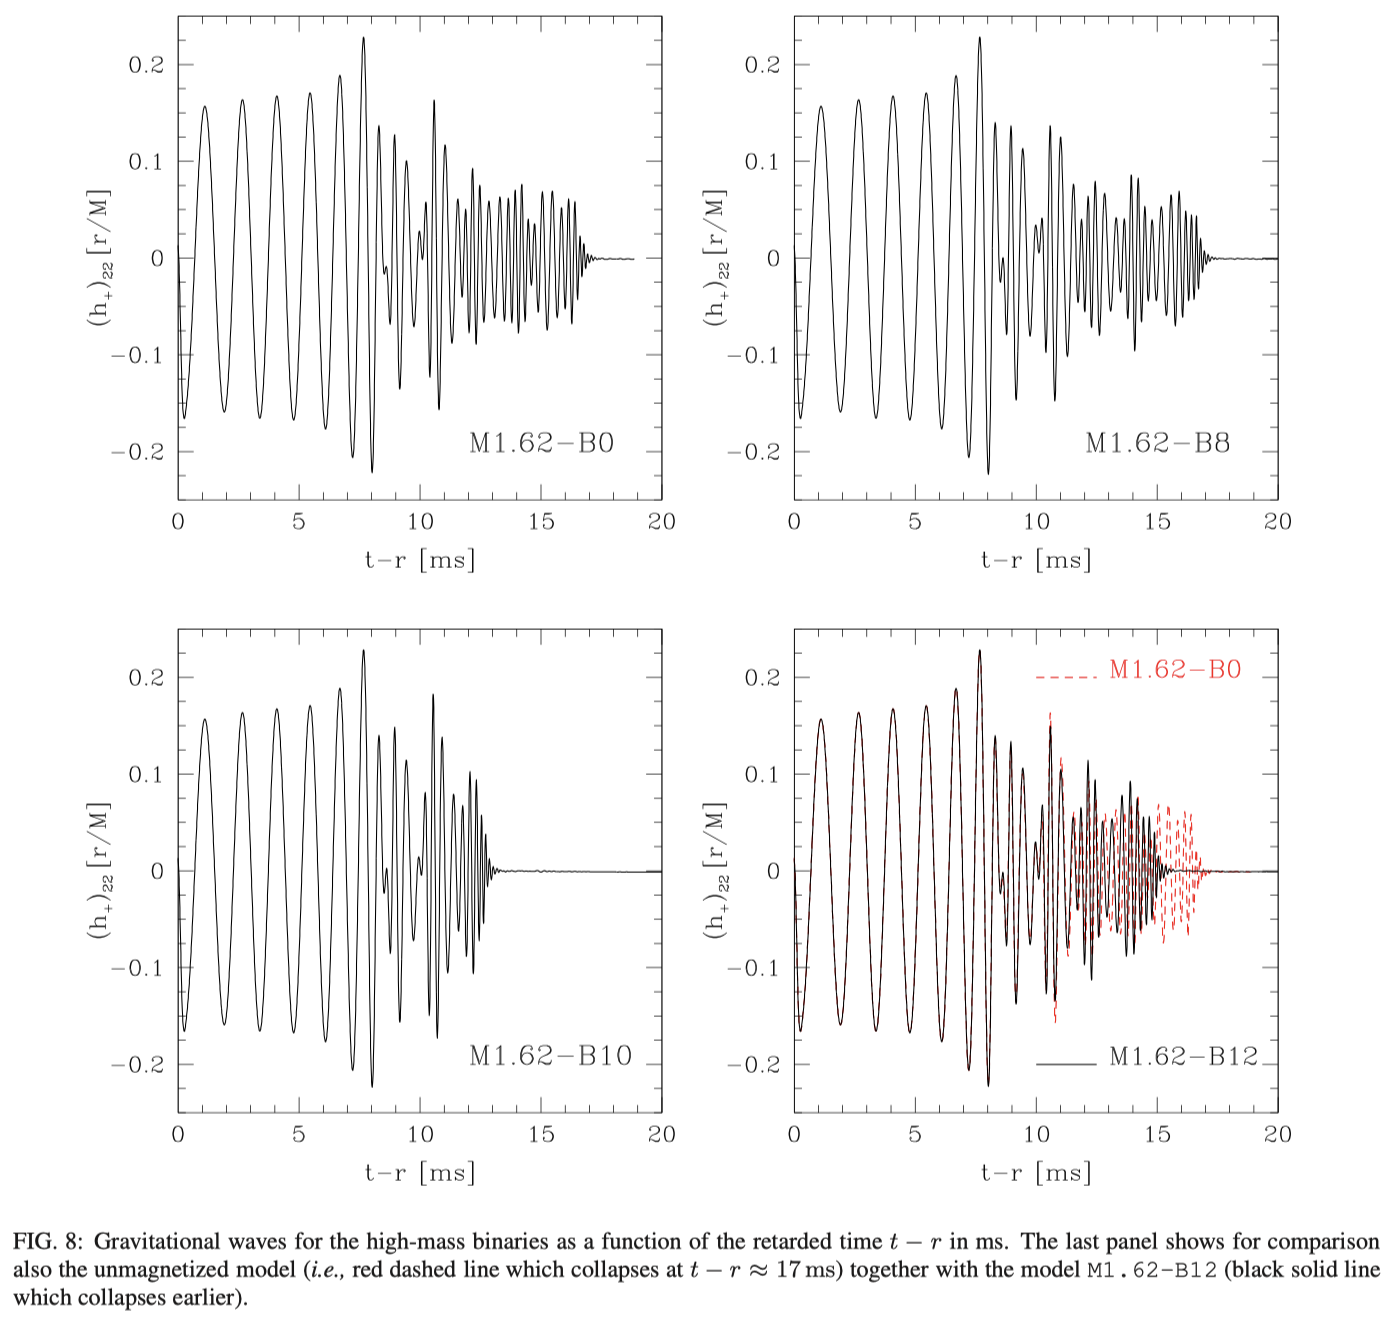 0.2
0.1
0
−0.1
−0.2
(h₊)₂₂ [r/M]
M1.62−B0
0 5 10 15 20
t−r [ms]
0.2
0.1
0
−0.1
−0.2
(h₊)₂₂ [r/M]
M1.62−B8
0 5 10 15 20
t−r [ms]
0.2
0.1
0
−0.1
−0.2
(h₊)₂₂ [r/M]
M1.62−B10
0 5 10 15 20
t−r [ms]
0.2
0.1
0
−0.1
−0.2
(h₊)₂₂ [r/M]
M1.62−B0
M1.62−B12
0 5 10 15 20
t−r [ms]
FIG. 8: Gravitational waves for the high-mass binaries as a function of the retarded time t − r in ms. The last panel shows for comparison
also the unmagnetized model (i.e., red dashed line which collapses at t − r ≈ 17 ms) together with the model M1.62-B12 (black solid line
which collapses earlier).